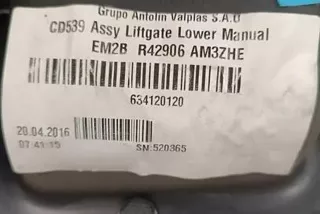 Grupo Antolin Valplas S.A.U
CD539 Assy Liftgate Lower Manual
EM2B R42906 AM3ZHE
634120120
20.04.2016
07:41:15
SN:520365